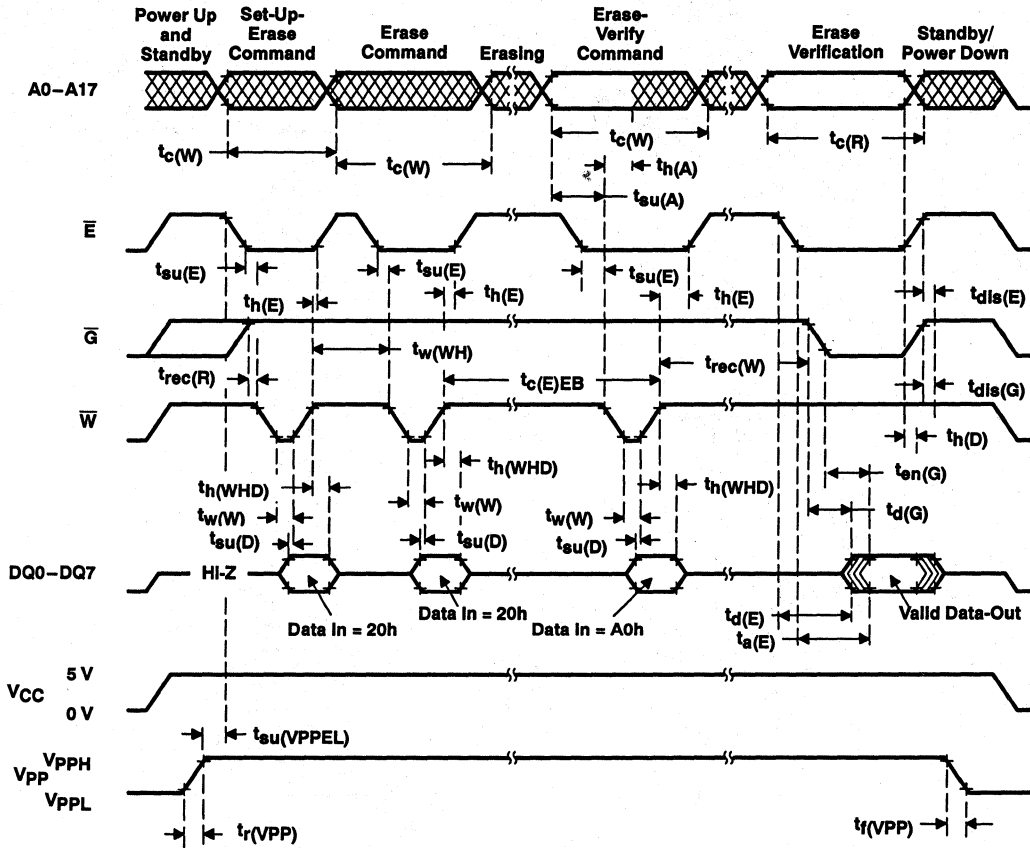 Power Up
and
Standby
Set-Up-
Erase
Command
Erase
Command
Erasing
Erase-
Verify
Command
Erase
Verification
Standby/
Power Down
A0–A17
tc(W)
tc(W)
tc(W)
tc(R)
th(A)
tsu(A)
E
tsu(E)
tsu(E)
tsu(E)
th(E)
th(E)
th(E)
tdis(E)
G
tw(WH)
trec(R)
tc(E)EB
trec(W)
tdis(G)
W
th(D)
th(WHD)
th(WHD)
th(WHD)
ten(G)
tw(W)
tw(W)
tw(W)
td(G)
tsu(D)
tsu(D)
tsu(D)
DQ0–DQ7
HI-Z
Data In = 20h
Data In = 20h
Data In = A0h
Valid Data-Out
td(E)
ta(E)
5 V
VCC
0 V
tsu(VPPEL)
VPPH
VPP
VPPL
tr(VPP)
tf(VPP)